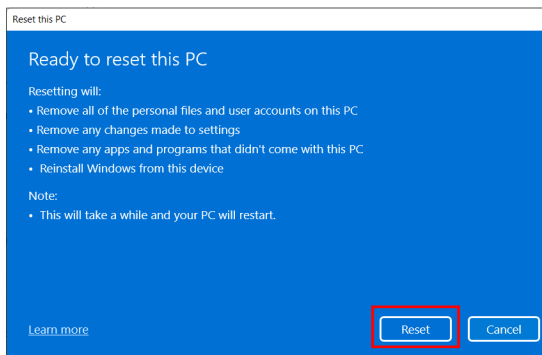 Reset this PC
Ready to reset this PC
Resetting will:
• Remove all of the personal files and user accounts on this PC
• Remove any changes made to settings
• Remove any apps and programs that didn't come with this PC
• Reinstall Windows from this device
Note:
• This will take a while and your PC will restart.
Learn more
Reset
Cancel